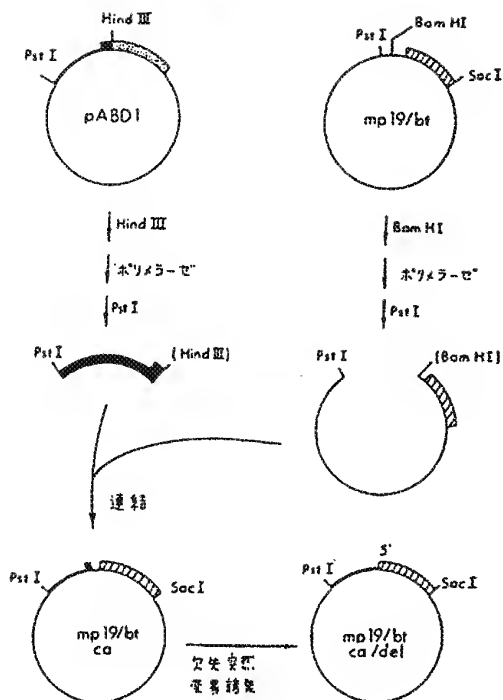 Hind III
Pst I
pABD1
Pst I
Bam HI
Sac I
mp19/bt
Hind III
ポリメラーゼ
Pst I
Bam HI
ポリメラーゼ
Pst I
Pst I
(Hind III)
Pst I
(Bam HI)
連結
Pst I
Sac I
mp19/bt
ca
欠失突然
変異誘発
5'
Pst I
Sac I
mp19/bt
ca/del